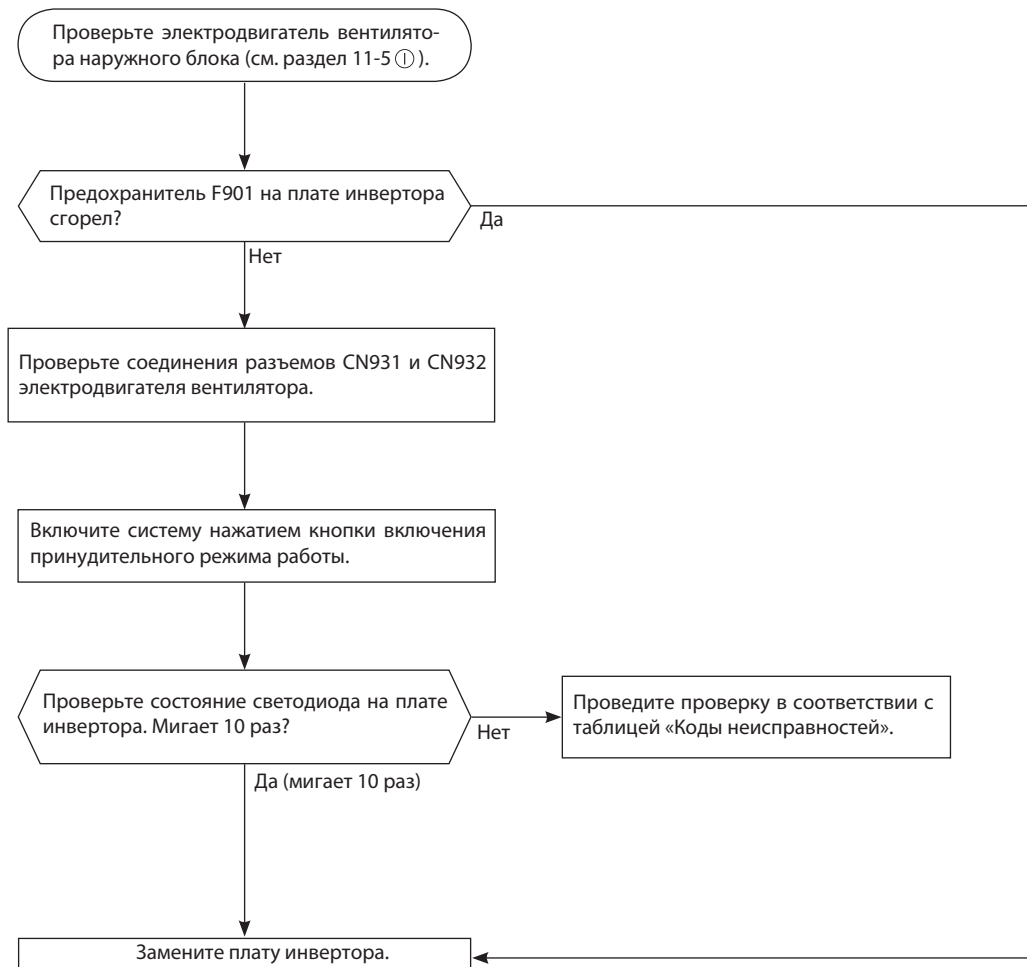 Проверьте электродвигатель вентилято-
ра наружного блока (см. раздел 11-5 Ⓘ ).
Предохранитель F901 на плате инвертора
сгорел?
Да
Нет
Проверьте соединения разъемов CN931 и CN932
электродвигателя вентилятора.
Включите систему нажатием кнопки включения
принудительного режима работы.
Проверьте состояние светодиода на плате
инвертора. Мигает 10 раз?
Нет
Проведите проверку в соответствии с
таблицей «Коды неисправностей».
Да (мигает 10 раз)
Замените плату инвертора.